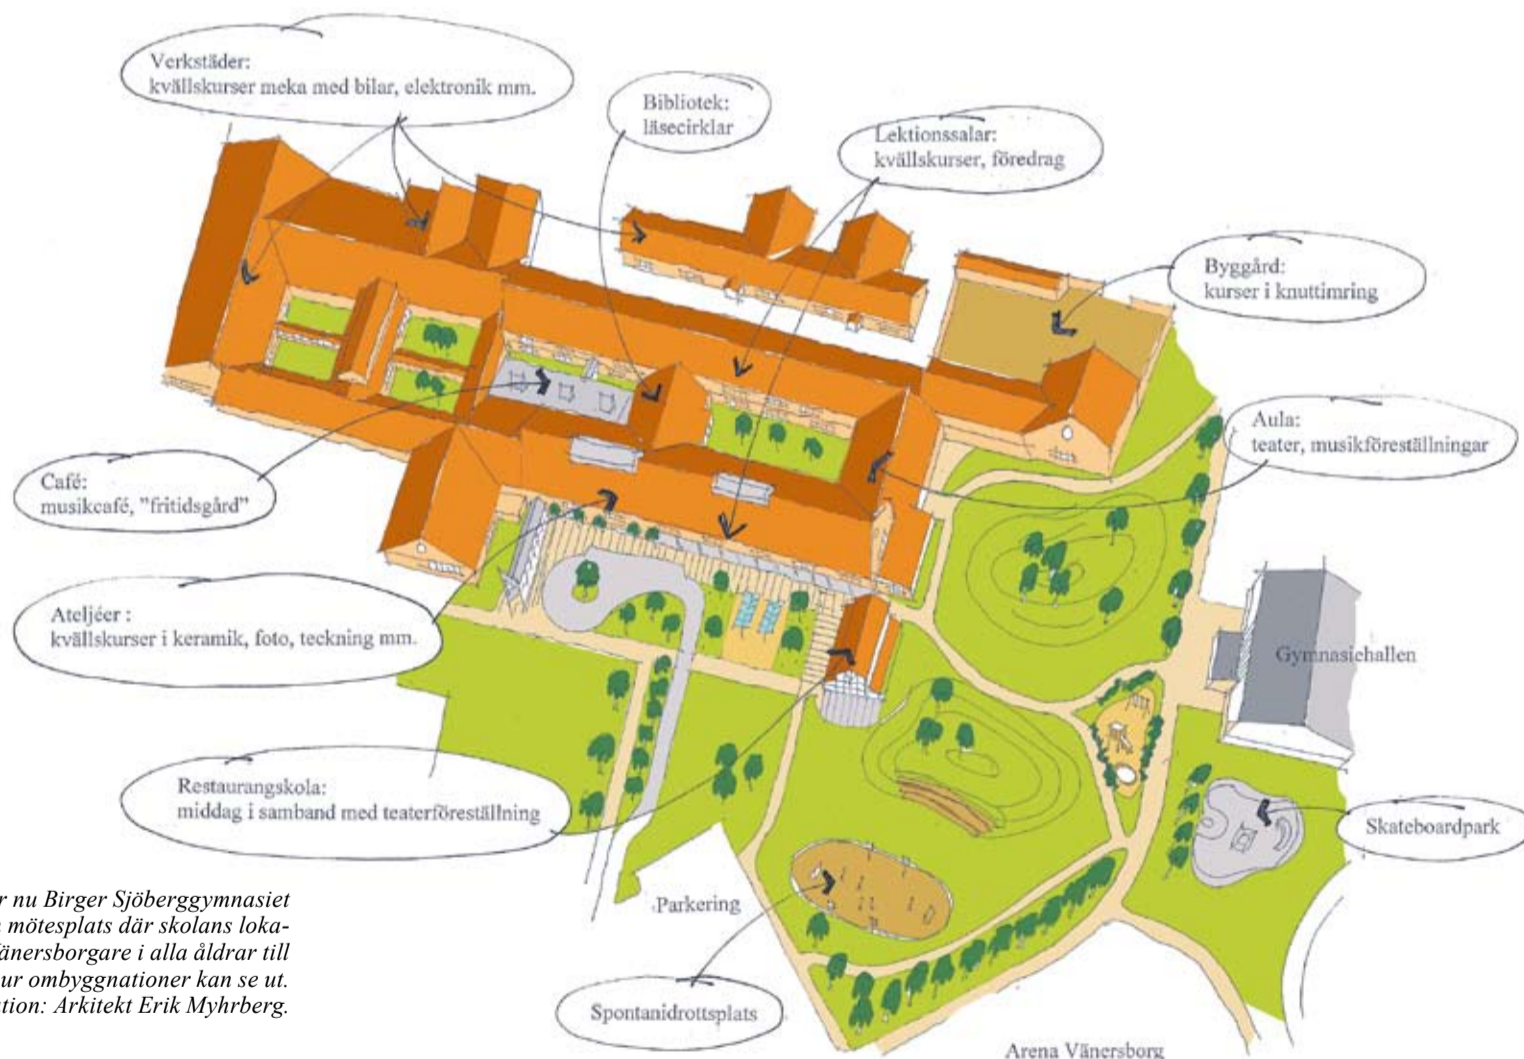 Verkstäder:
kvällskurser meka med bilar, elektronik mm.
Bibliotek:
läsecirklar
Lektionssalar:
kvällskurser, föredrag
Byggård:
kurser i knuttimring
Aula:
teater, musikföreställningar
Café:
musikcafé, ”fritidsgård”
Ateljéer :
kvällskurser i keramik, foto, teckning mm.
Gymnasiehallen
Restaurangskola:
middag i samband med teaterföreställning
Skateboardpark
Parkering
Spontanidrottsplats
Arena Vänersborg
r nu Birger Sjöberggymnasiet
mötesplats där skolans loka-
änersborgare i alla åldrar till
ur ombyggnationer kan se ut.
tion: Arkitekt Erik Myhrberg.